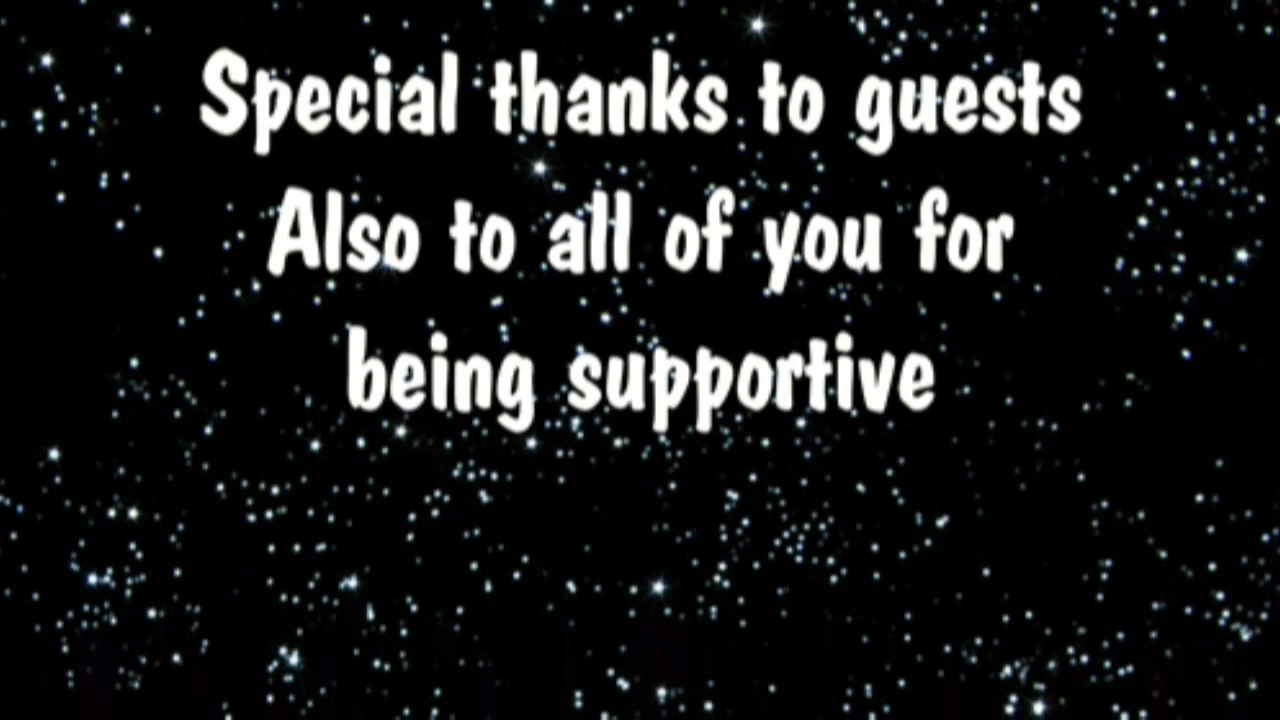 Special thanks to guests
Also to all of you for
being supportive